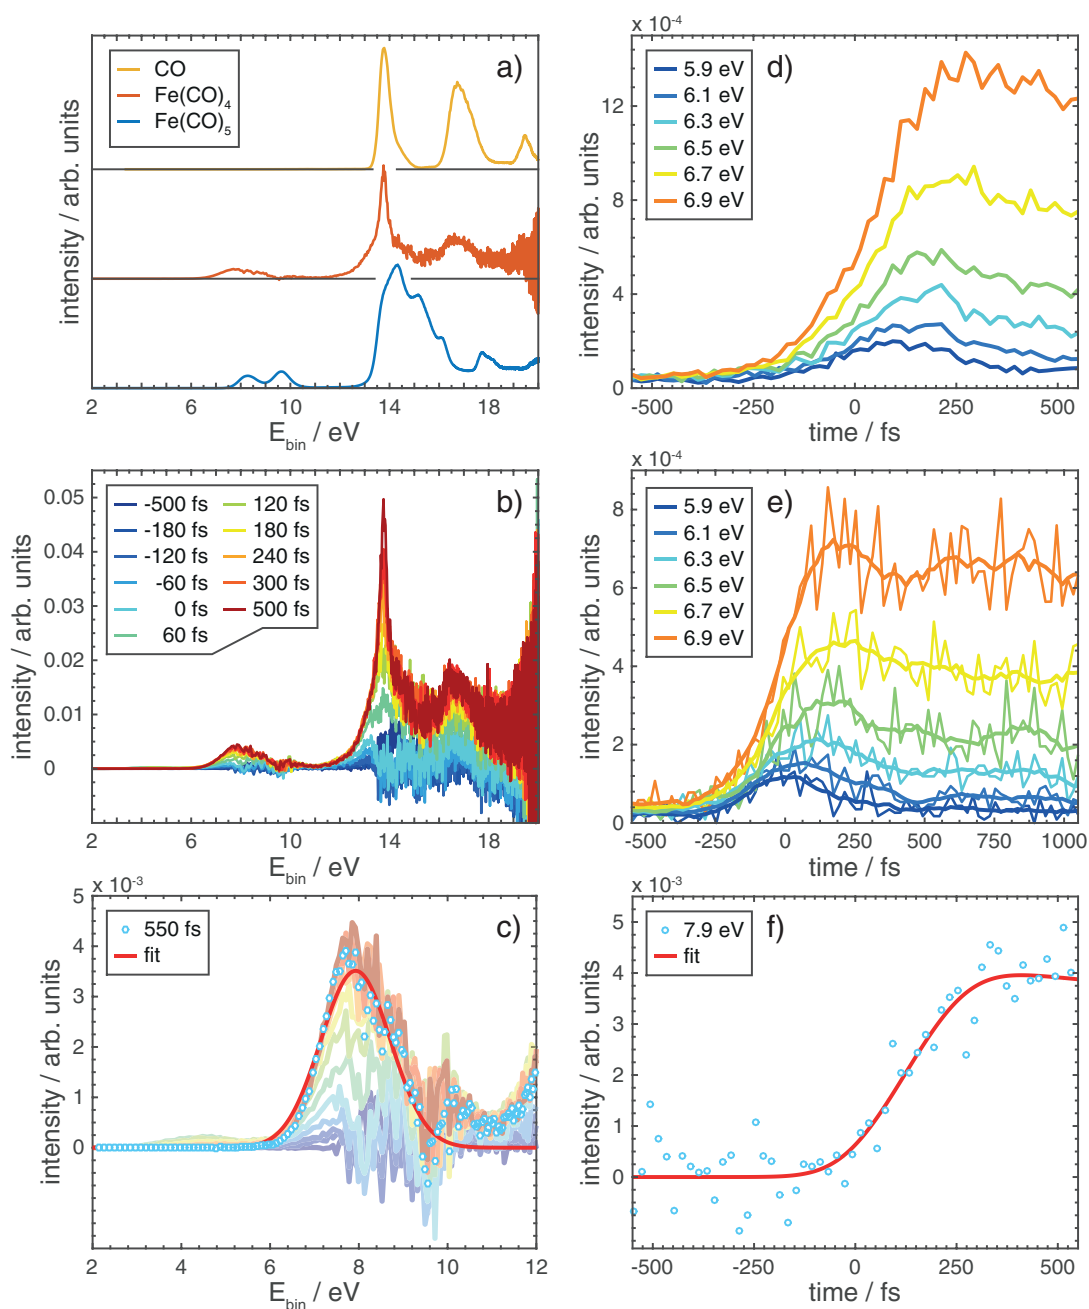 a)
CO
Fe(CO)4
Fe(CO)5
intensity / arb. units
2 6 10 14 18
E_bin / eV
x 10^-4
d)
5.9 eV
6.1 eV
6.3 eV
6.5 eV
6.7 eV
6.9 eV
intensity / arb. units
12
8
4
0
-500 -250 0 250 500
time / fs
b)
-500 fs 120 fs
-180 fs 180 fs
-120 fs 240 fs
-60 fs 300 fs
0 fs 500 fs
60 fs
intensity / arb. units
0.05
0.04
0.03
0.02
0.01
0
2 6 10 14 18
E_bin / eV
x 10^-4
e)
5.9 eV
6.1 eV
6.3 eV
6.5 eV
6.7 eV
6.9 eV
intensity / arb. units
8
6
4
2
0
-500 -250 0 250 500 750 1000
time / fs
x 10^-3
c)
550 fs
fit
intensity / arb. units
5
4
3
2
1
0
2 4 6 8 10 12
E_bin / eV
x 10^-3
f)
7.9 eV
fit
intensity / arb. units
5
4
3
2
1
0
-500 -250 0 250 500
time / fs